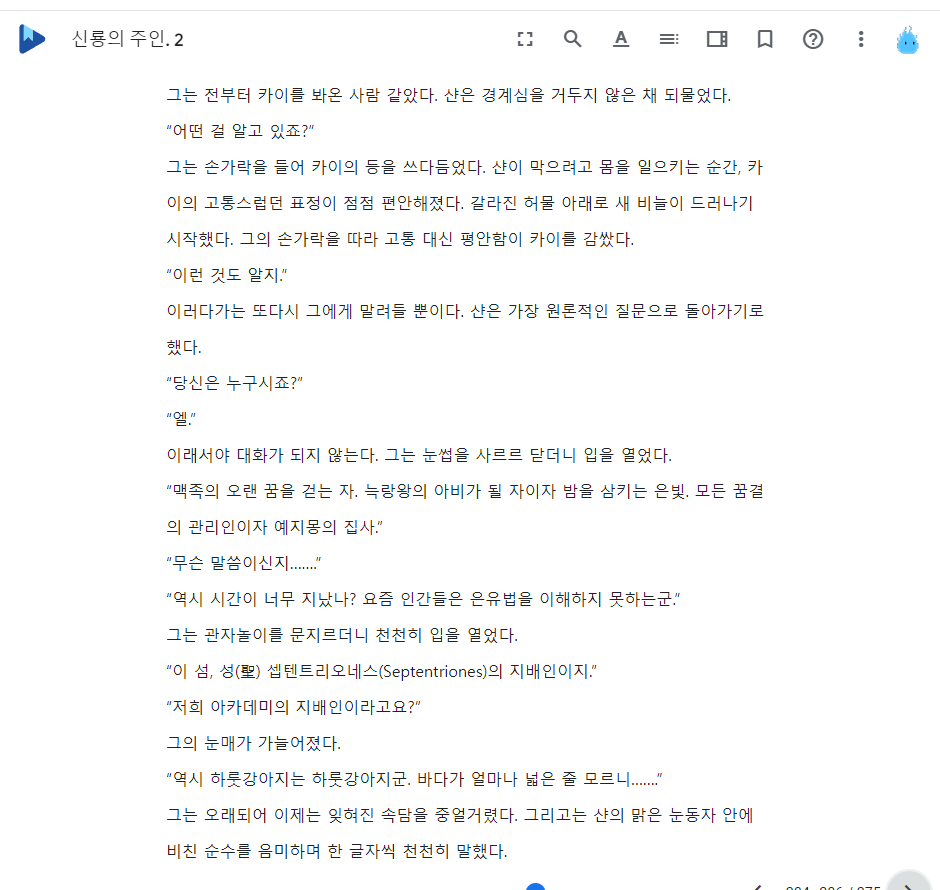 신룡의 주인. 2
그는 전부터 카이를 봐온 사람 같았다. 샨은 경계심을 거두지 않은 채 되물었다.
“어떤 걸 알고 있죠?”
그는 손가락을 들어 카이의 등을 쓰다듬었다. 샨이 막으려고 몸을 일으키는 순간, 카
이의 고통스럽던 표정이 점점 편안해졌다. 갈라진 허물 아래로 새 비늘이 드러나기
시작했다. 그의 손가락을 따라 고통 대신 평안함이 카이를 감쌌다.
“이런 것도 알지.”
이러다가는 또다시 그에게 말려들 뿐이다. 샨은 가장 원론적인 질문으로 돌아가기로
했다.
“당신은 누구시죠?”
“엘.”
이래서야 대화가 되지 않는다. 그는 눈썹을 사르르 닫더니 입을 열었다.
“맥족의 오랜 꿈을 걷는 자. 늑랑왕의 아비가 될 자이자 밤을 삼키는 은빛. 모든 꿈결
의 관리인이자 예지몽의 집사.”
“무슨 말씀이신지…….”
“역시 시간이 너무 지났나? 요즘 인간들은 은유법을 이해하지 못하는군.”
그는 관자놀이를 문지르더니 천천히 입을 열었다.
“이 섬, 성(聖) 셉텐트리오네스(Septentriones)의 지배인이지.”
“저희 아카데미의 지배인이라고요?”
그의 눈매가 가늘어졌다.
“역시 하룻강아지는 하룻강아지군. 바다가 얼마나 넓은 줄 모르니…….”
그는 오래되어 이제는 잊혀진 속담을 중얼거렸다. 그리고는 샨의 맑은 눈동자 안에
비친 순수를 음미하며 한 글자씩 천천히 말했다.